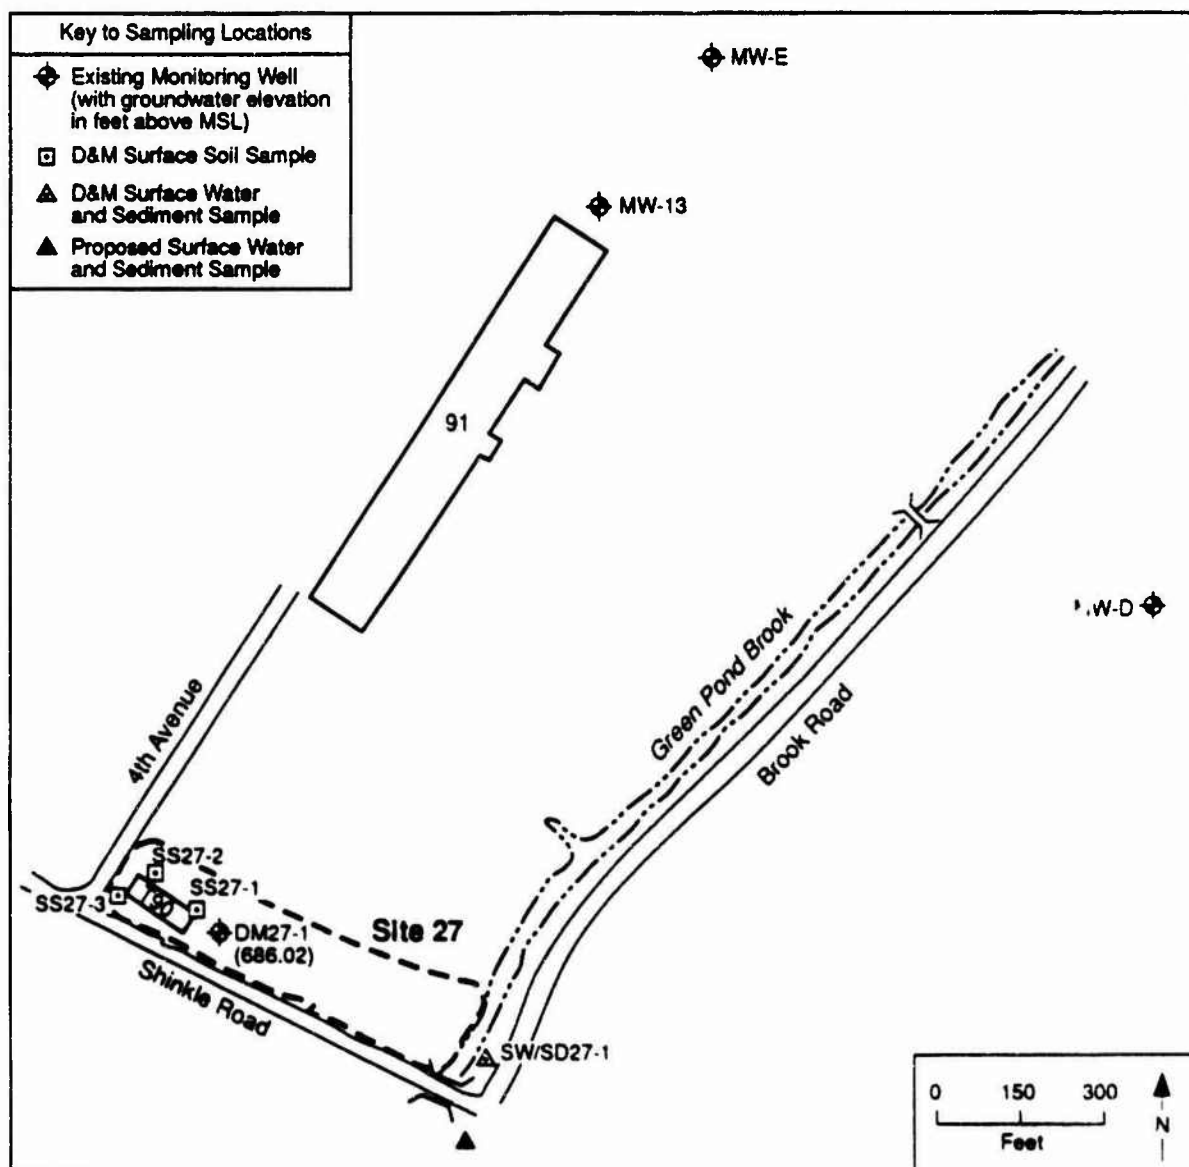 Key to Sampling Locations
Existing Monitoring Well
(with groundwater elevation
in feet above MSL)
D&M Surface Soil Sample
D&M Surface Water
and Sediment Sample
Proposed Surface Water
and Sediment Sample
MW-E
MW-13
91
W-D
Green Pond Brook
Brook Road
4th Avenue
SS27-2
SS27-1
SS27-3
90
DM27-1
(686.02)
Site 27
Shinkle Road
SW/SD27-1
0 150 300
Feet
N